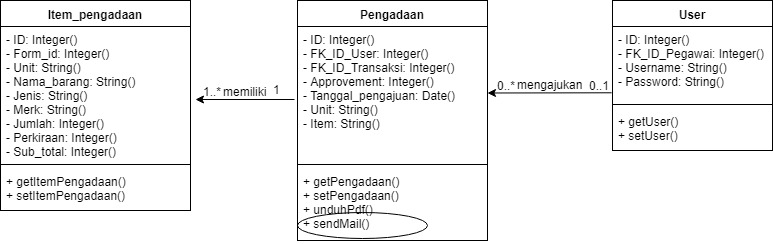 Item_pengadaan
- ID: Integer()
- Form_id: Integer()
- Unit: String()
- Nama_barang: String()
- Jenis: String()
- Merk: String()
- Jumlah: Integer()
- Perkiraan: Integer()
- Sub_total: Integer()
+ getItemPengadaan()
+ setItemPengadaan()
1..* memiliki 1
Pengadaan
- ID: Integer()
- FK_ID_User: Integer()
- FK_ID_Transaksi: Integer()
- Approvement: Integer()
- Tanggal_pengajuan: Date()
- Unit: String()
- Item: String()
+ getPengadaan()
+ setPengadaan()
+ unduhPdf()
+ sendMail()
0..* mengajukan 0..1
User
- ID: Integer()
- FK_ID_Pegawai: Integer()
- Username: String()
- Password: String()
+ getUser()
+ setUser()